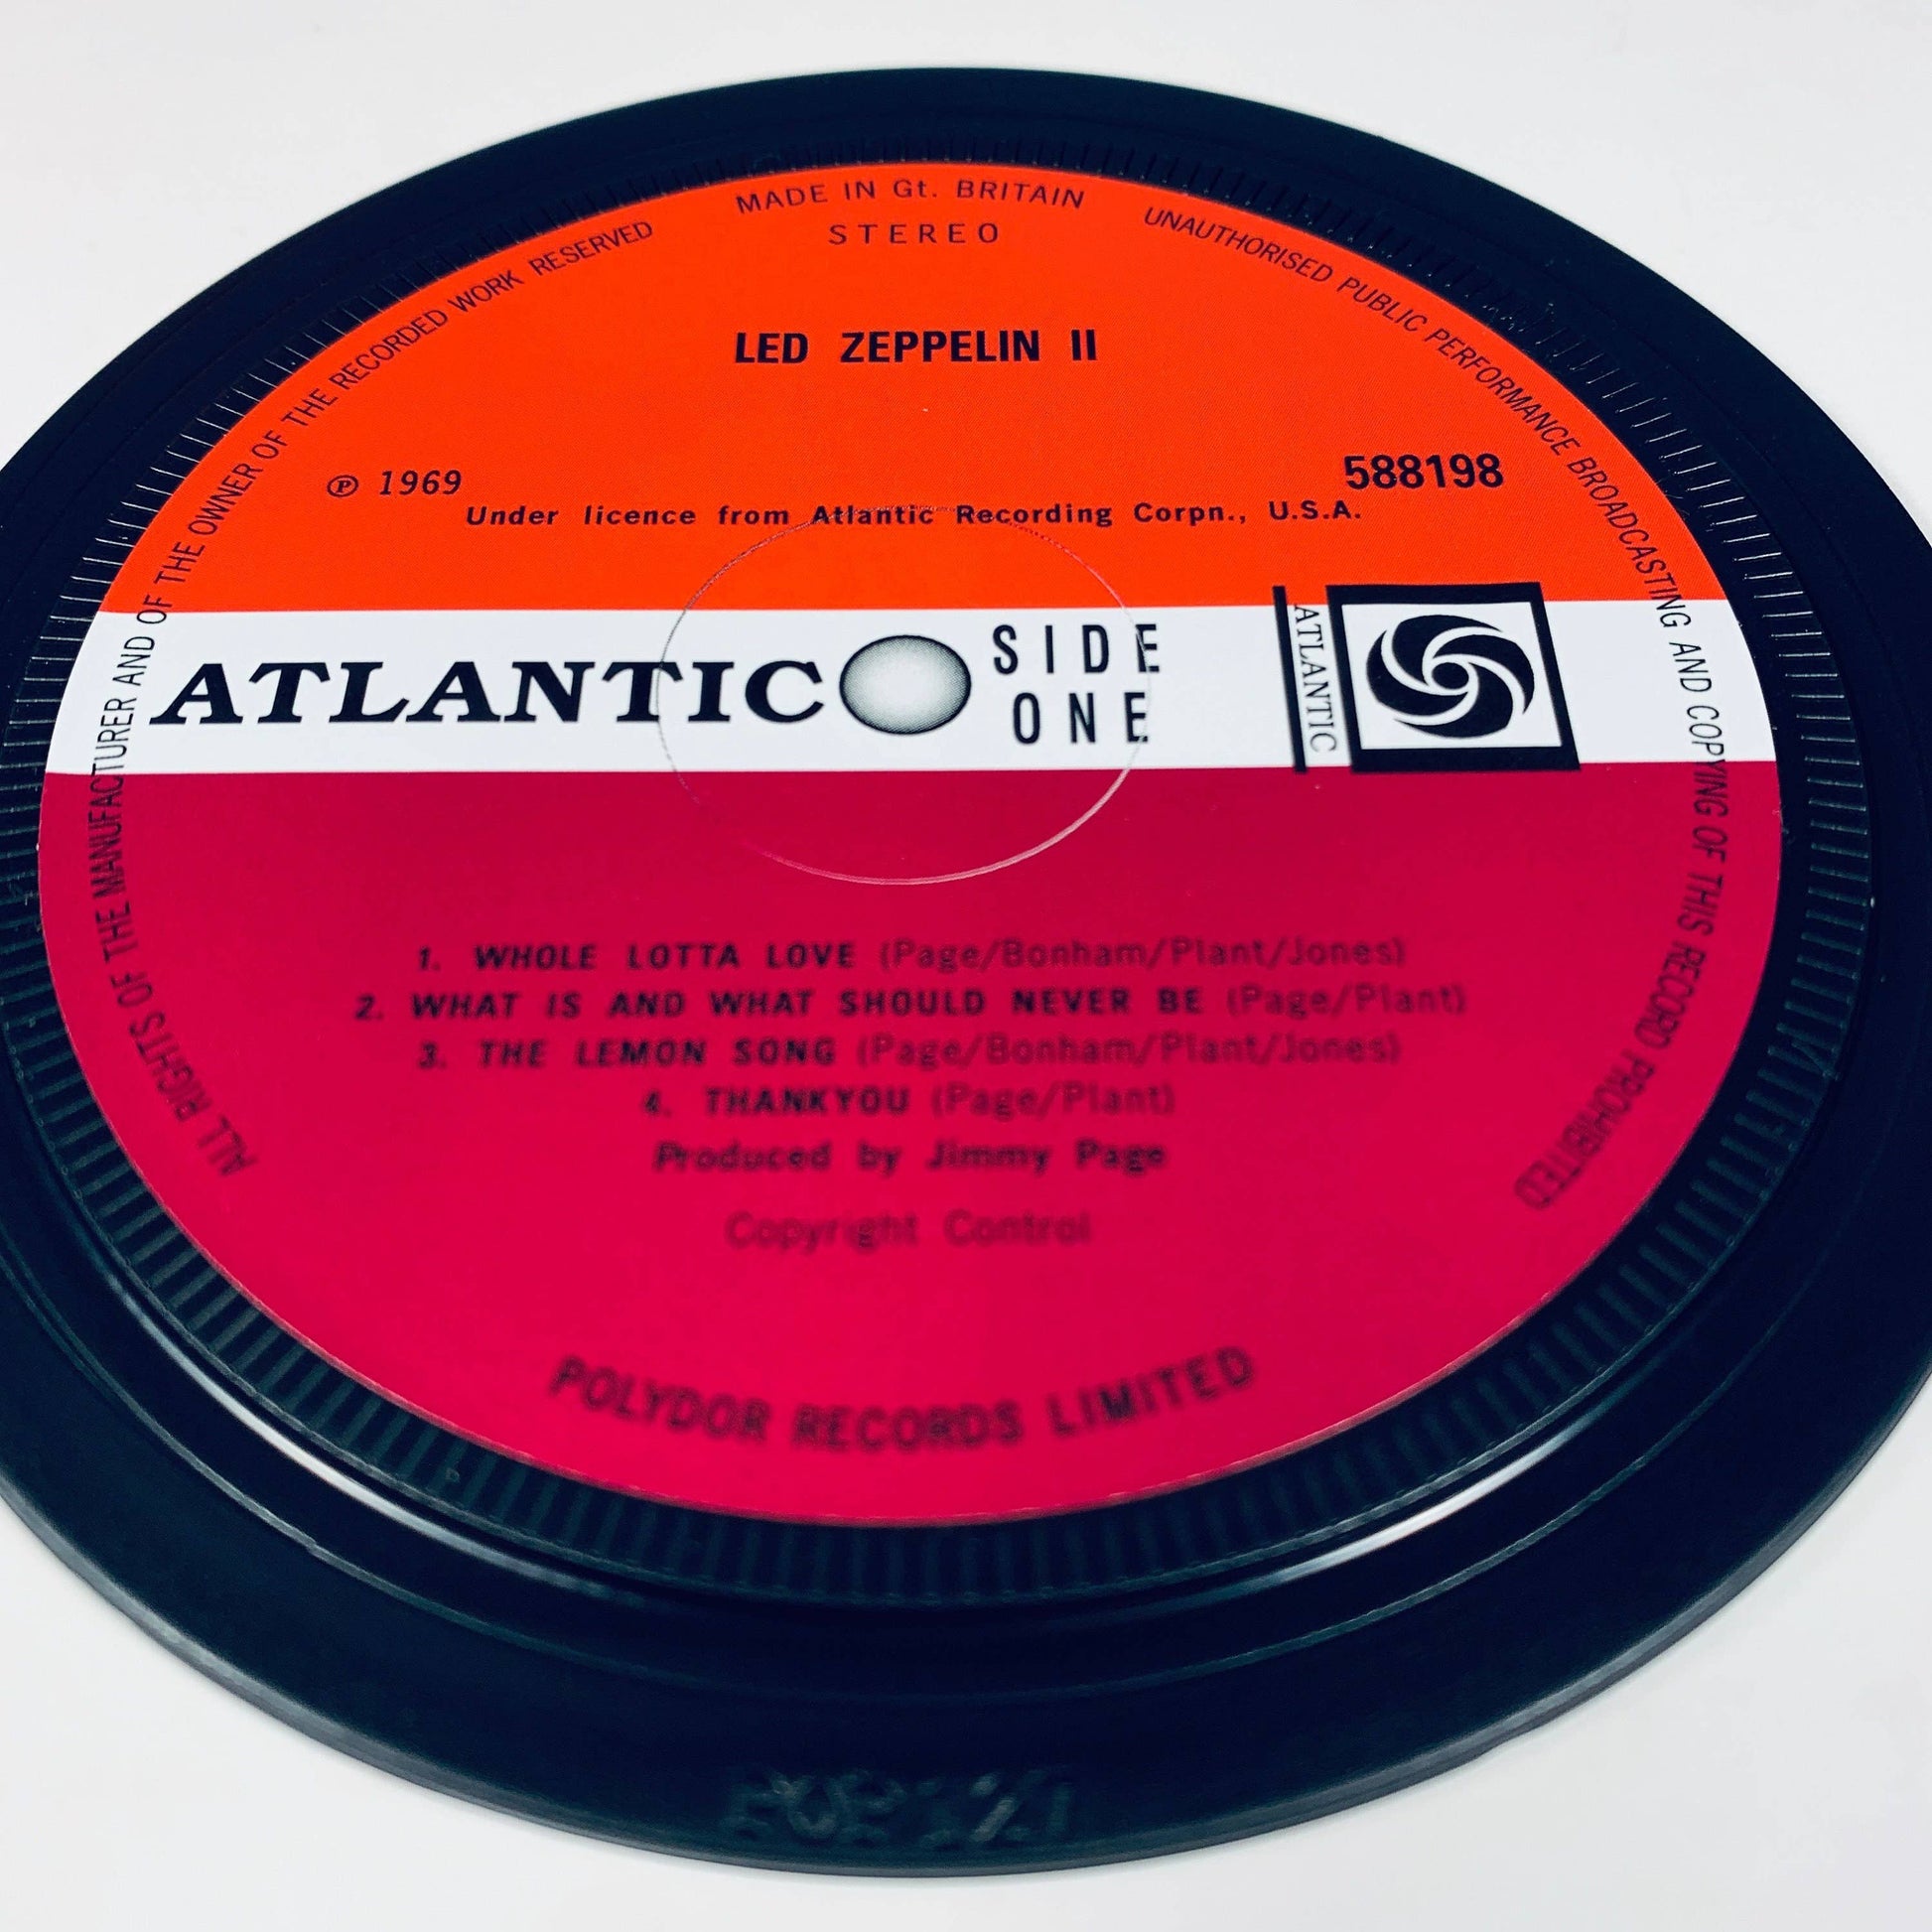 MADE IN Gt. BRITAIN
STEREO
LED ZEPPELIN II
℗ 1969
588198
Under licence from Atlantic Recording Corpn., U.S.A.
ATLANTIC
SIDE
ONE
ATLANTIC
1. WHOLE LOTTA LOVE (Page/Bonham/Plant/Jones)
2. WHAT IS AND WHAT SHOULD NEVER BE (Page/Plant)
3. THE LEMON SONG (Page/Bonham/Plant/Jones)
4. THANKYOU (Page/Plant)
Produced by Jimmy Page
Copyright Control
POLYDOR RECORDS LIMITED
ALL RIGHTS OF THE MANUFACTURER AND OF THE OWNER OF THE RECORDED WORK RESERVED
UNAUTHORISED PUBLIC PERFORMANCE BROADCASTING AND COPYING OF THIS RECORD PROHIBITED